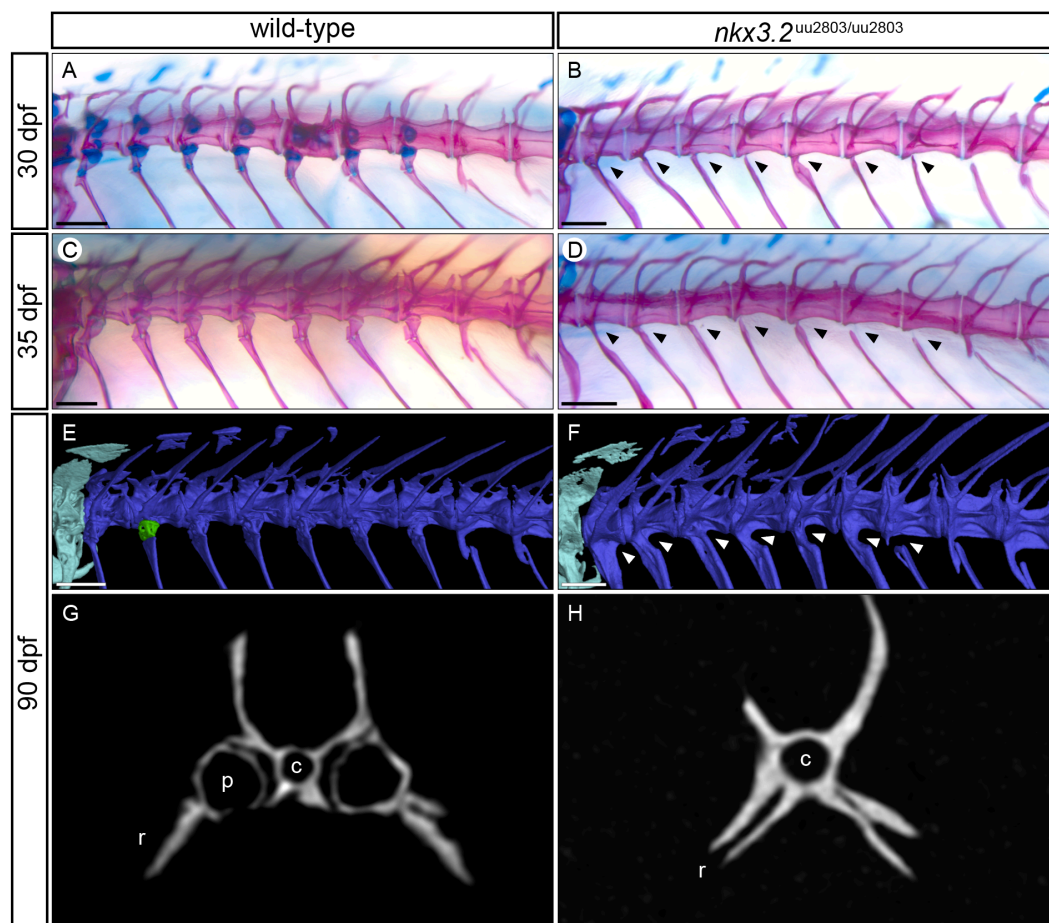 wild-type
nkx3.2uu2803/uu2803
30 dpf
A
B
35 dpf
C
D
90 dpf
E
F
G
p
c
r
H
c
r